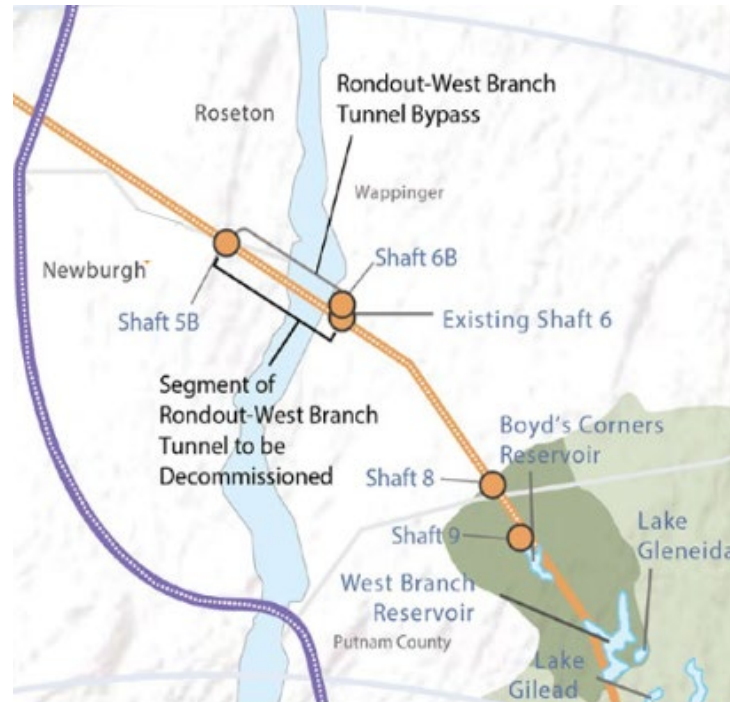 Rondout-West Branch
Tunnel Bypass
Roseton
Wappinger
Newburgh
Shaft 6B
Shaft 5B
Existing Shaft 6
Segment of
Rondout-West Branch
Tunnel to be
Decommissioned
Boyd's Corners
Reservoir
Shaft 8
Shaft 9
Lake
Gleneida
West Branch
Reservoir
Putnam County
Lake
Gilead